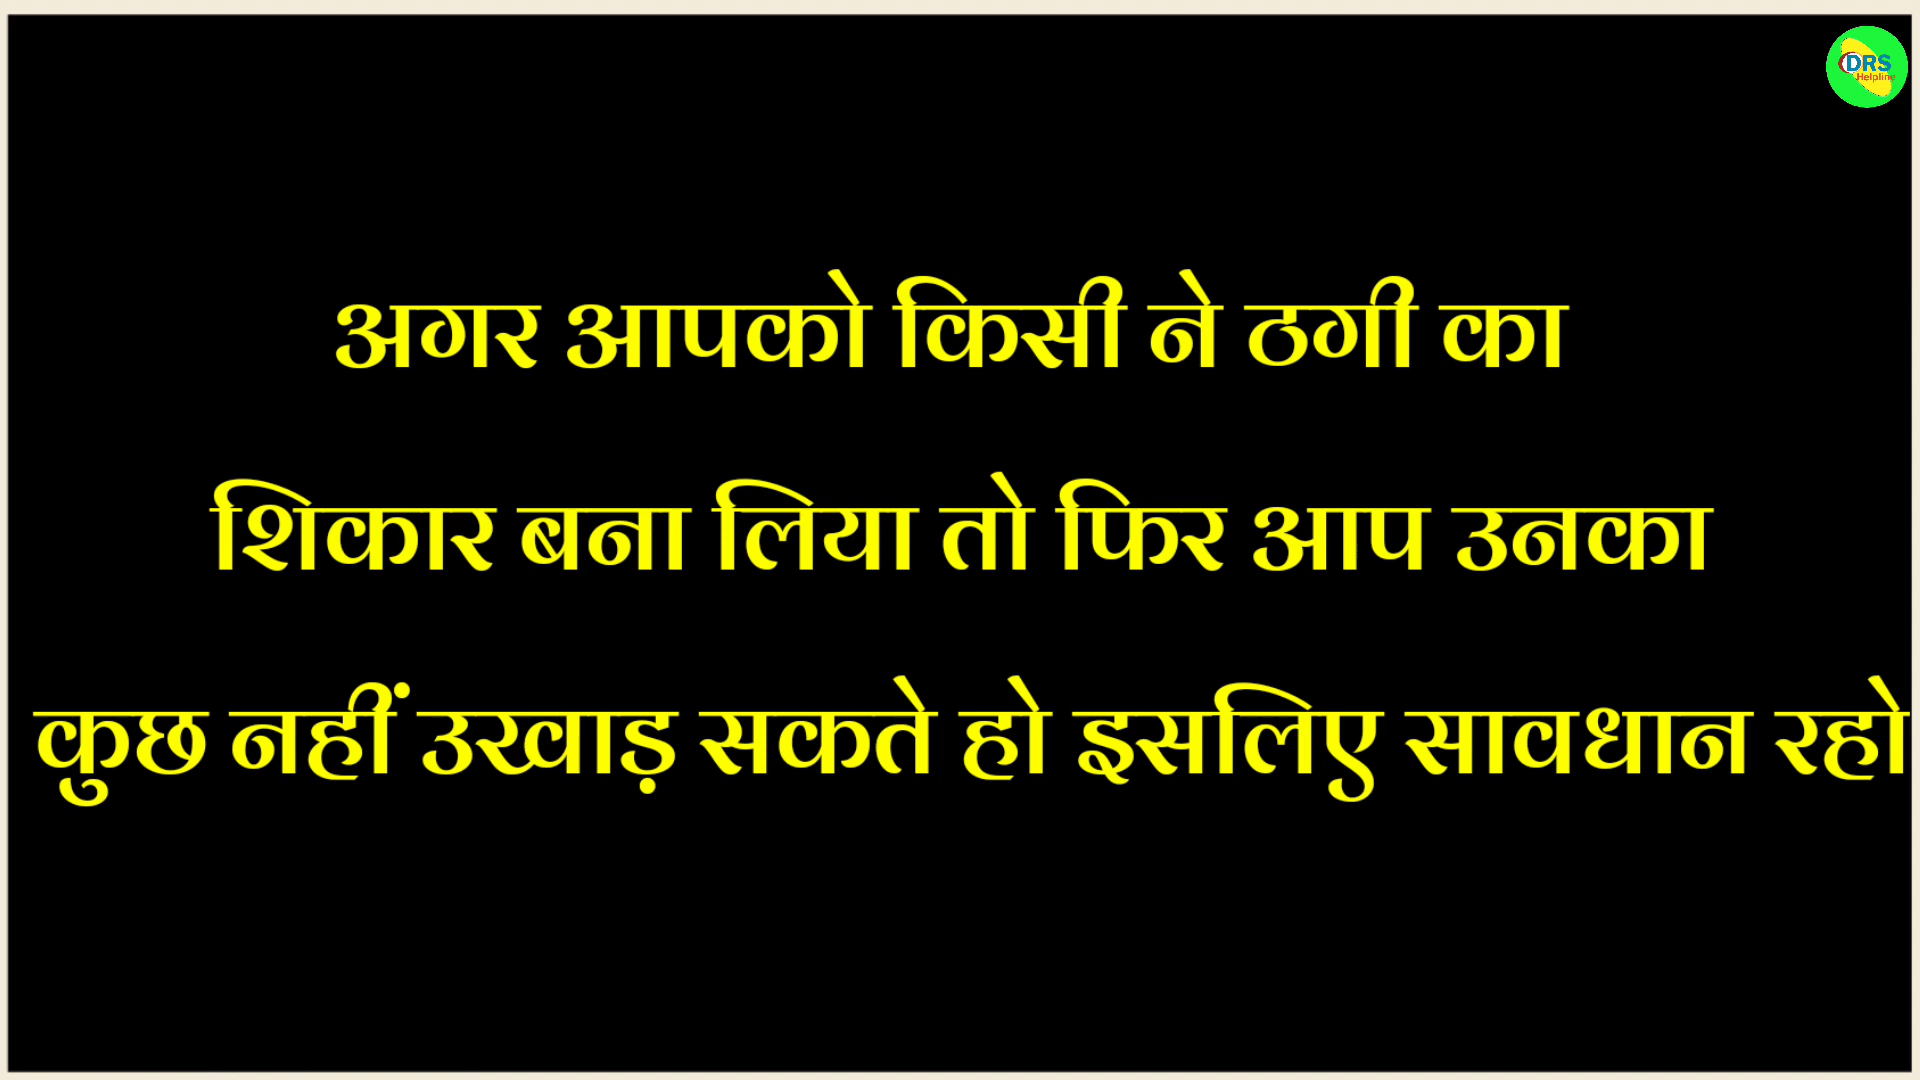 DRS
Helpline
अगर आपको किसी ने ठगी का
शिकार बना लिया तो फिर आप उनका
कुछ नहीं उखाड़ सकते हो इसलिए सावधान रहो